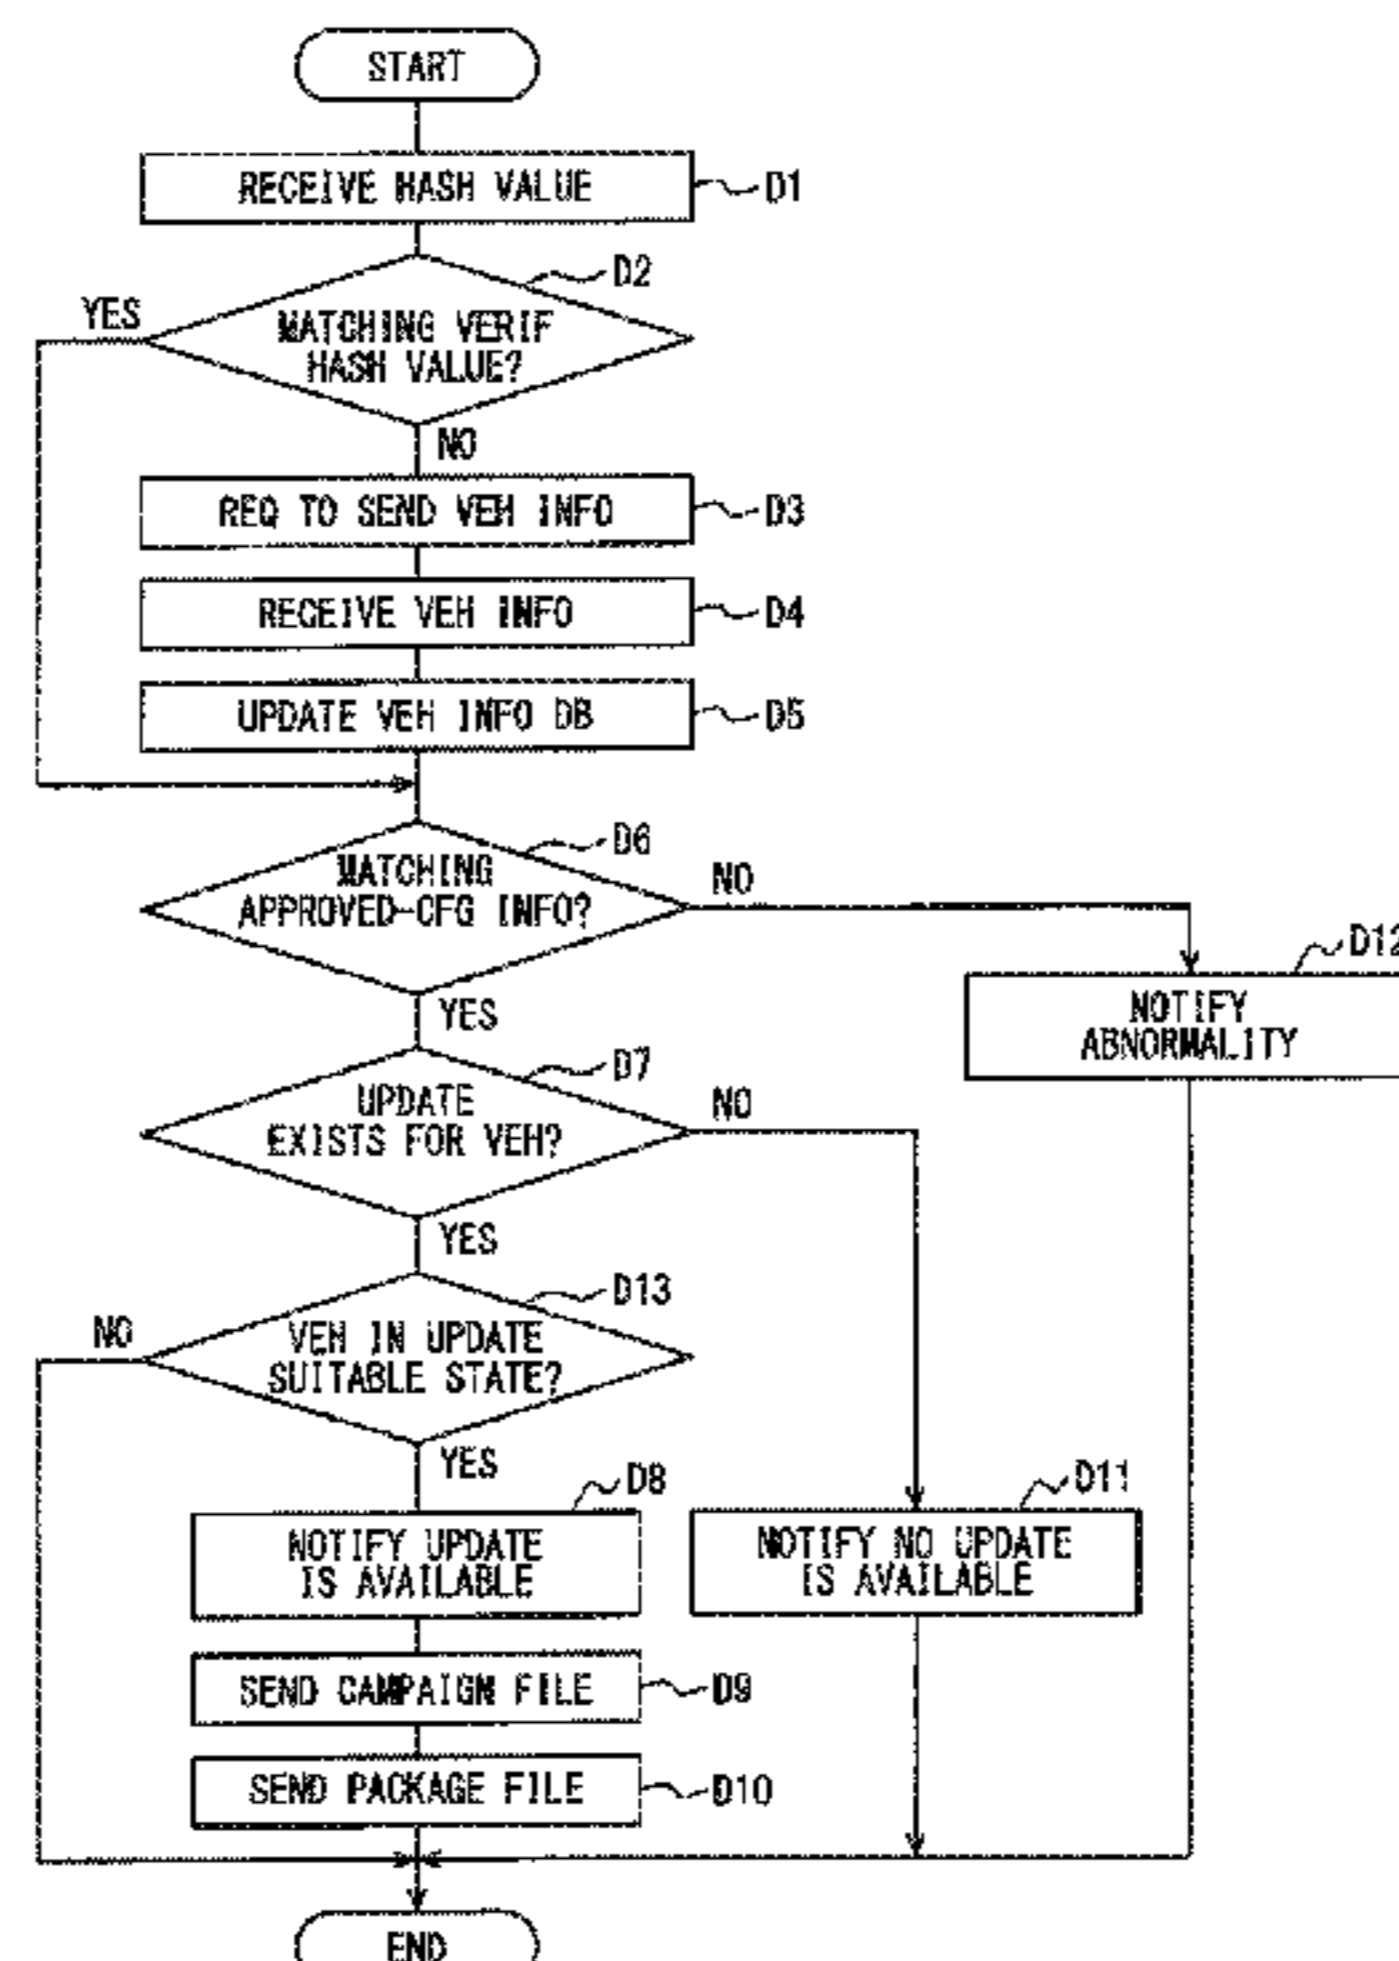 START
RECEIVE HASH VALUE
D1
D2
YES
MATCHING VERIF
HASH VALUE?
NO
REQ TO SEND VEH INFO
D3
RECEIVE VEH INFO
D4
UPDATE VEH INFO DB
D5
D6
MATCHING
APPROVED-CFG INFO?
NO
D12
NOTIFY
ABNORMALITY
YES
D7
UPDATE
EXISTS FOR VEH?
NO
YES
D13
NO
VEH IN UPDATE
SUITABLE STATE?
YES
D8
NOTIFY UPDATE
IS AVAILABLE
D11
NOTIFY NO UPDATE
IS AVAILABLE
SEND CAMPAIGN FILE
D9
SEND PACKAGE FILE
D10
END